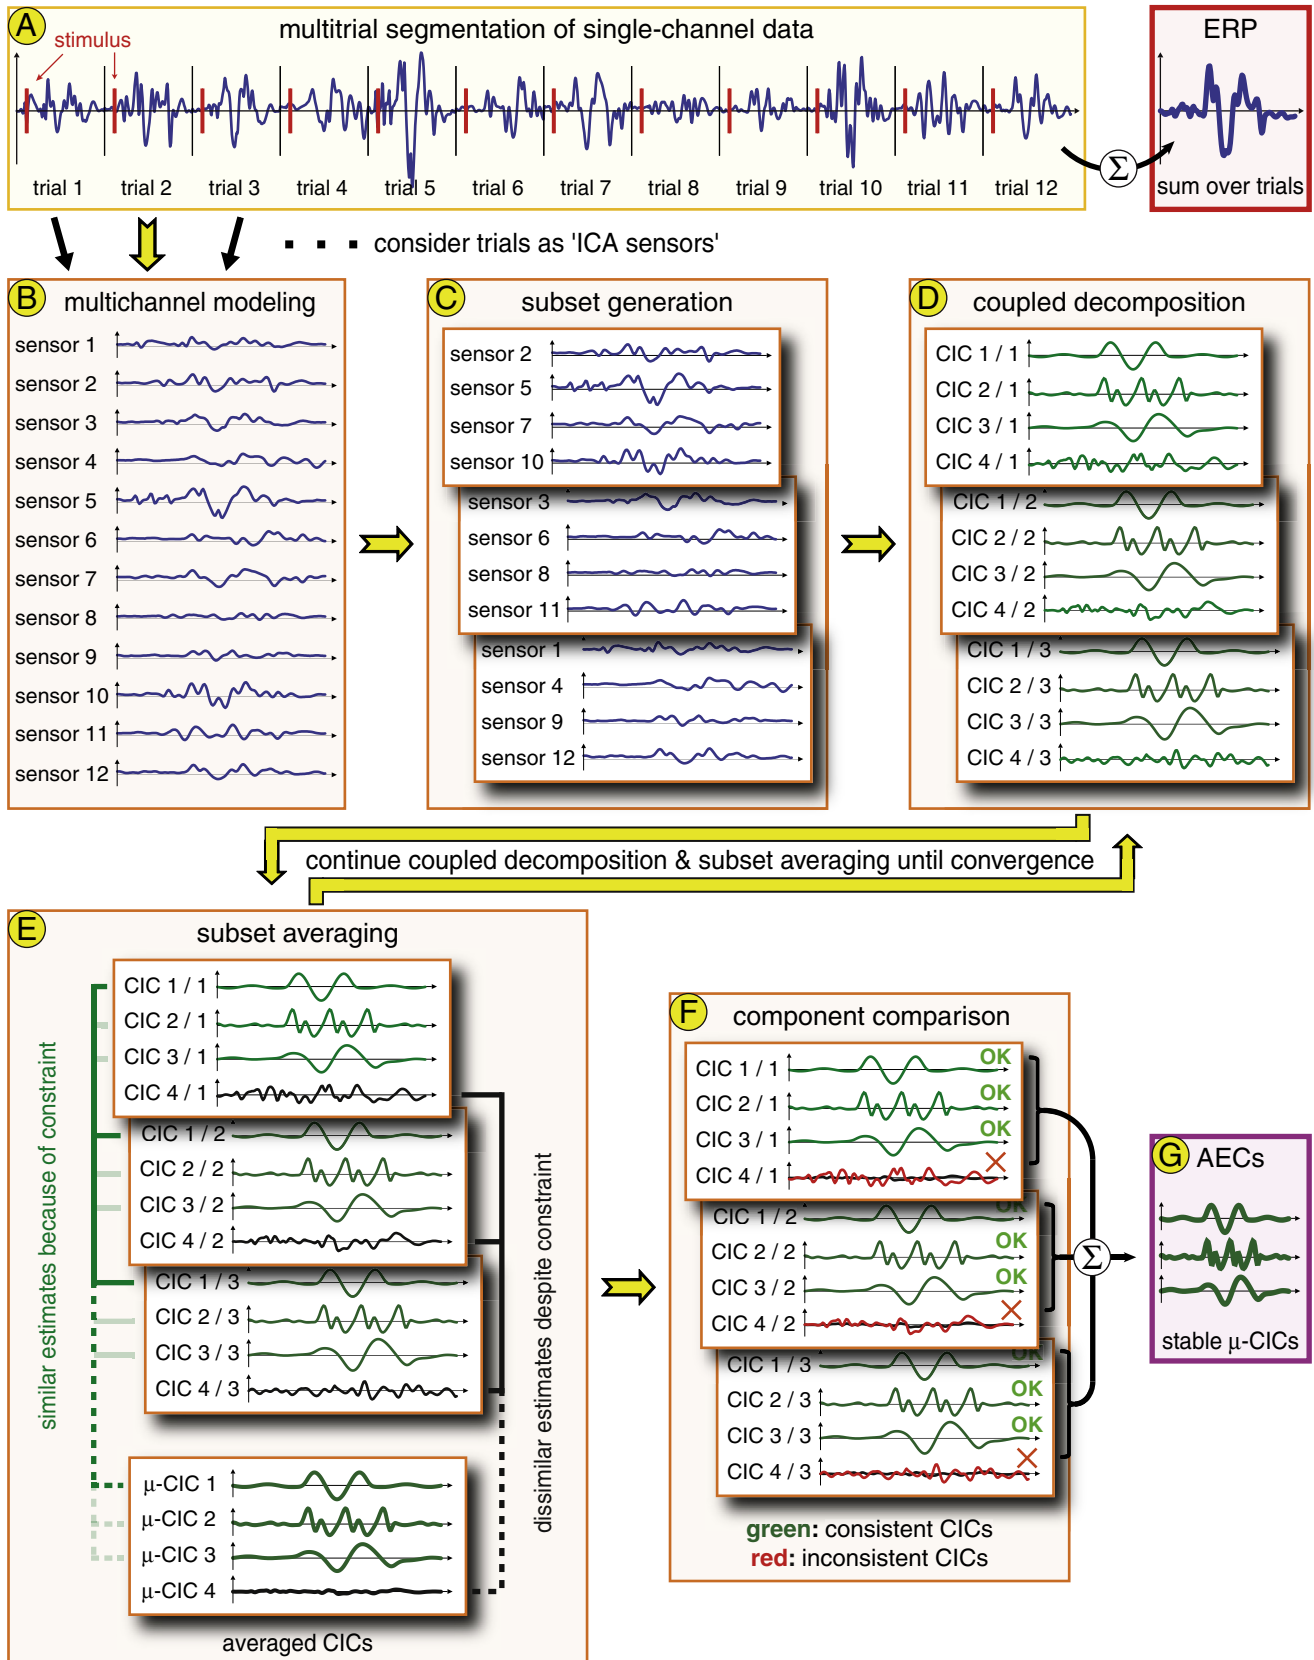 A
multitrial segmentation of single-channel data
stimulus
trial 1
trial 2
trial 3
trial 4
trial 5
trial 6
trial 7
trial 8
trial 9
trial 10
trial 11
trial 12
Σ
ERP
sum over trials
consider trials as 'ICA sensors'
B
multichannel modeling
sensor 1
sensor 2
sensor 3
sensor 4
sensor 5
sensor 6
sensor 7
sensor 8
sensor 9
sensor 10
sensor 11
sensor 12
C
subset generation
sensor 2
sensor 5
sensor 7
sensor 10
sensor 3
sensor 6
sensor 8
sensor 11
sensor 1
sensor 4
sensor 9
sensor 12
D
coupled decomposition
CIC 1 / 1
CIC 2 / 1
CIC 3 / 1
CIC 4 / 1
CIC 1 / 2
CIC 2 / 2
CIC 3 / 2
CIC 4 / 2
CIC 1 / 3
CIC 2 / 3
CIC 3 / 3
CIC 4 / 3
continue coupled decomposition & subset averaging until convergence
E
subset averaging
similar estimates because of constraint
CIC 1 / 1
CIC 2 / 1
CIC 3 / 1
CIC 4 / 1
CIC 1 / 2
CIC 2 / 2
CIC 3 / 2
CIC 4 / 2
CIC 1 / 3
CIC 2 / 3
CIC 3 / 3
CIC 4 / 3
dissimilar estimates despite constraint
μ-CIC 1
μ-CIC 2
μ-CIC 3
μ-CIC 4
averaged CICs
F
component comparison
CIC 1 / 1 OK
CIC 2 / 1 OK
CIC 3 / 1 OK
CIC 4 / 1
CIC 1 / 2 OK
CIC 2 / 2 OK
CIC 3 / 2 OK
CIC 4 / 2
CIC 1 / 3 OK
CIC 2 / 3 OK
CIC 3 / 3 OK
CIC 4 / 3
green: consistent CICs
red: inconsistent CICs
Σ
G
AECs
stable μ-CICs